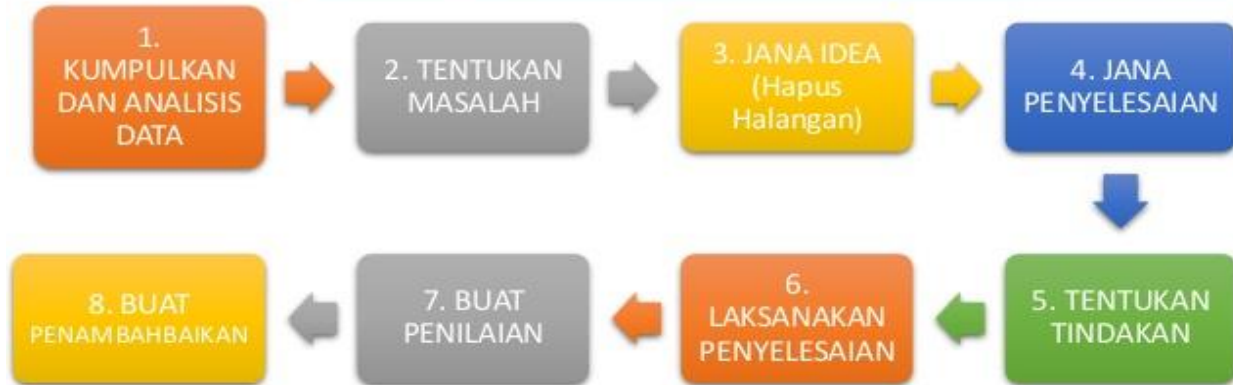 1.
KUMPULKAN
DAN ANALISIS
DATA
2. TENTUKAN
MASALAH
3. JANA IDEA
(Hapus
Halangan)
4. JANA
PENYELESAIAN
5. TENTUKAN
TINDAKAN
6.
LAKSANAKAN
PENYELESAIAN
7. BUAT
PENILAIAN
8. BUAT
PENAMBAHBAIKAN